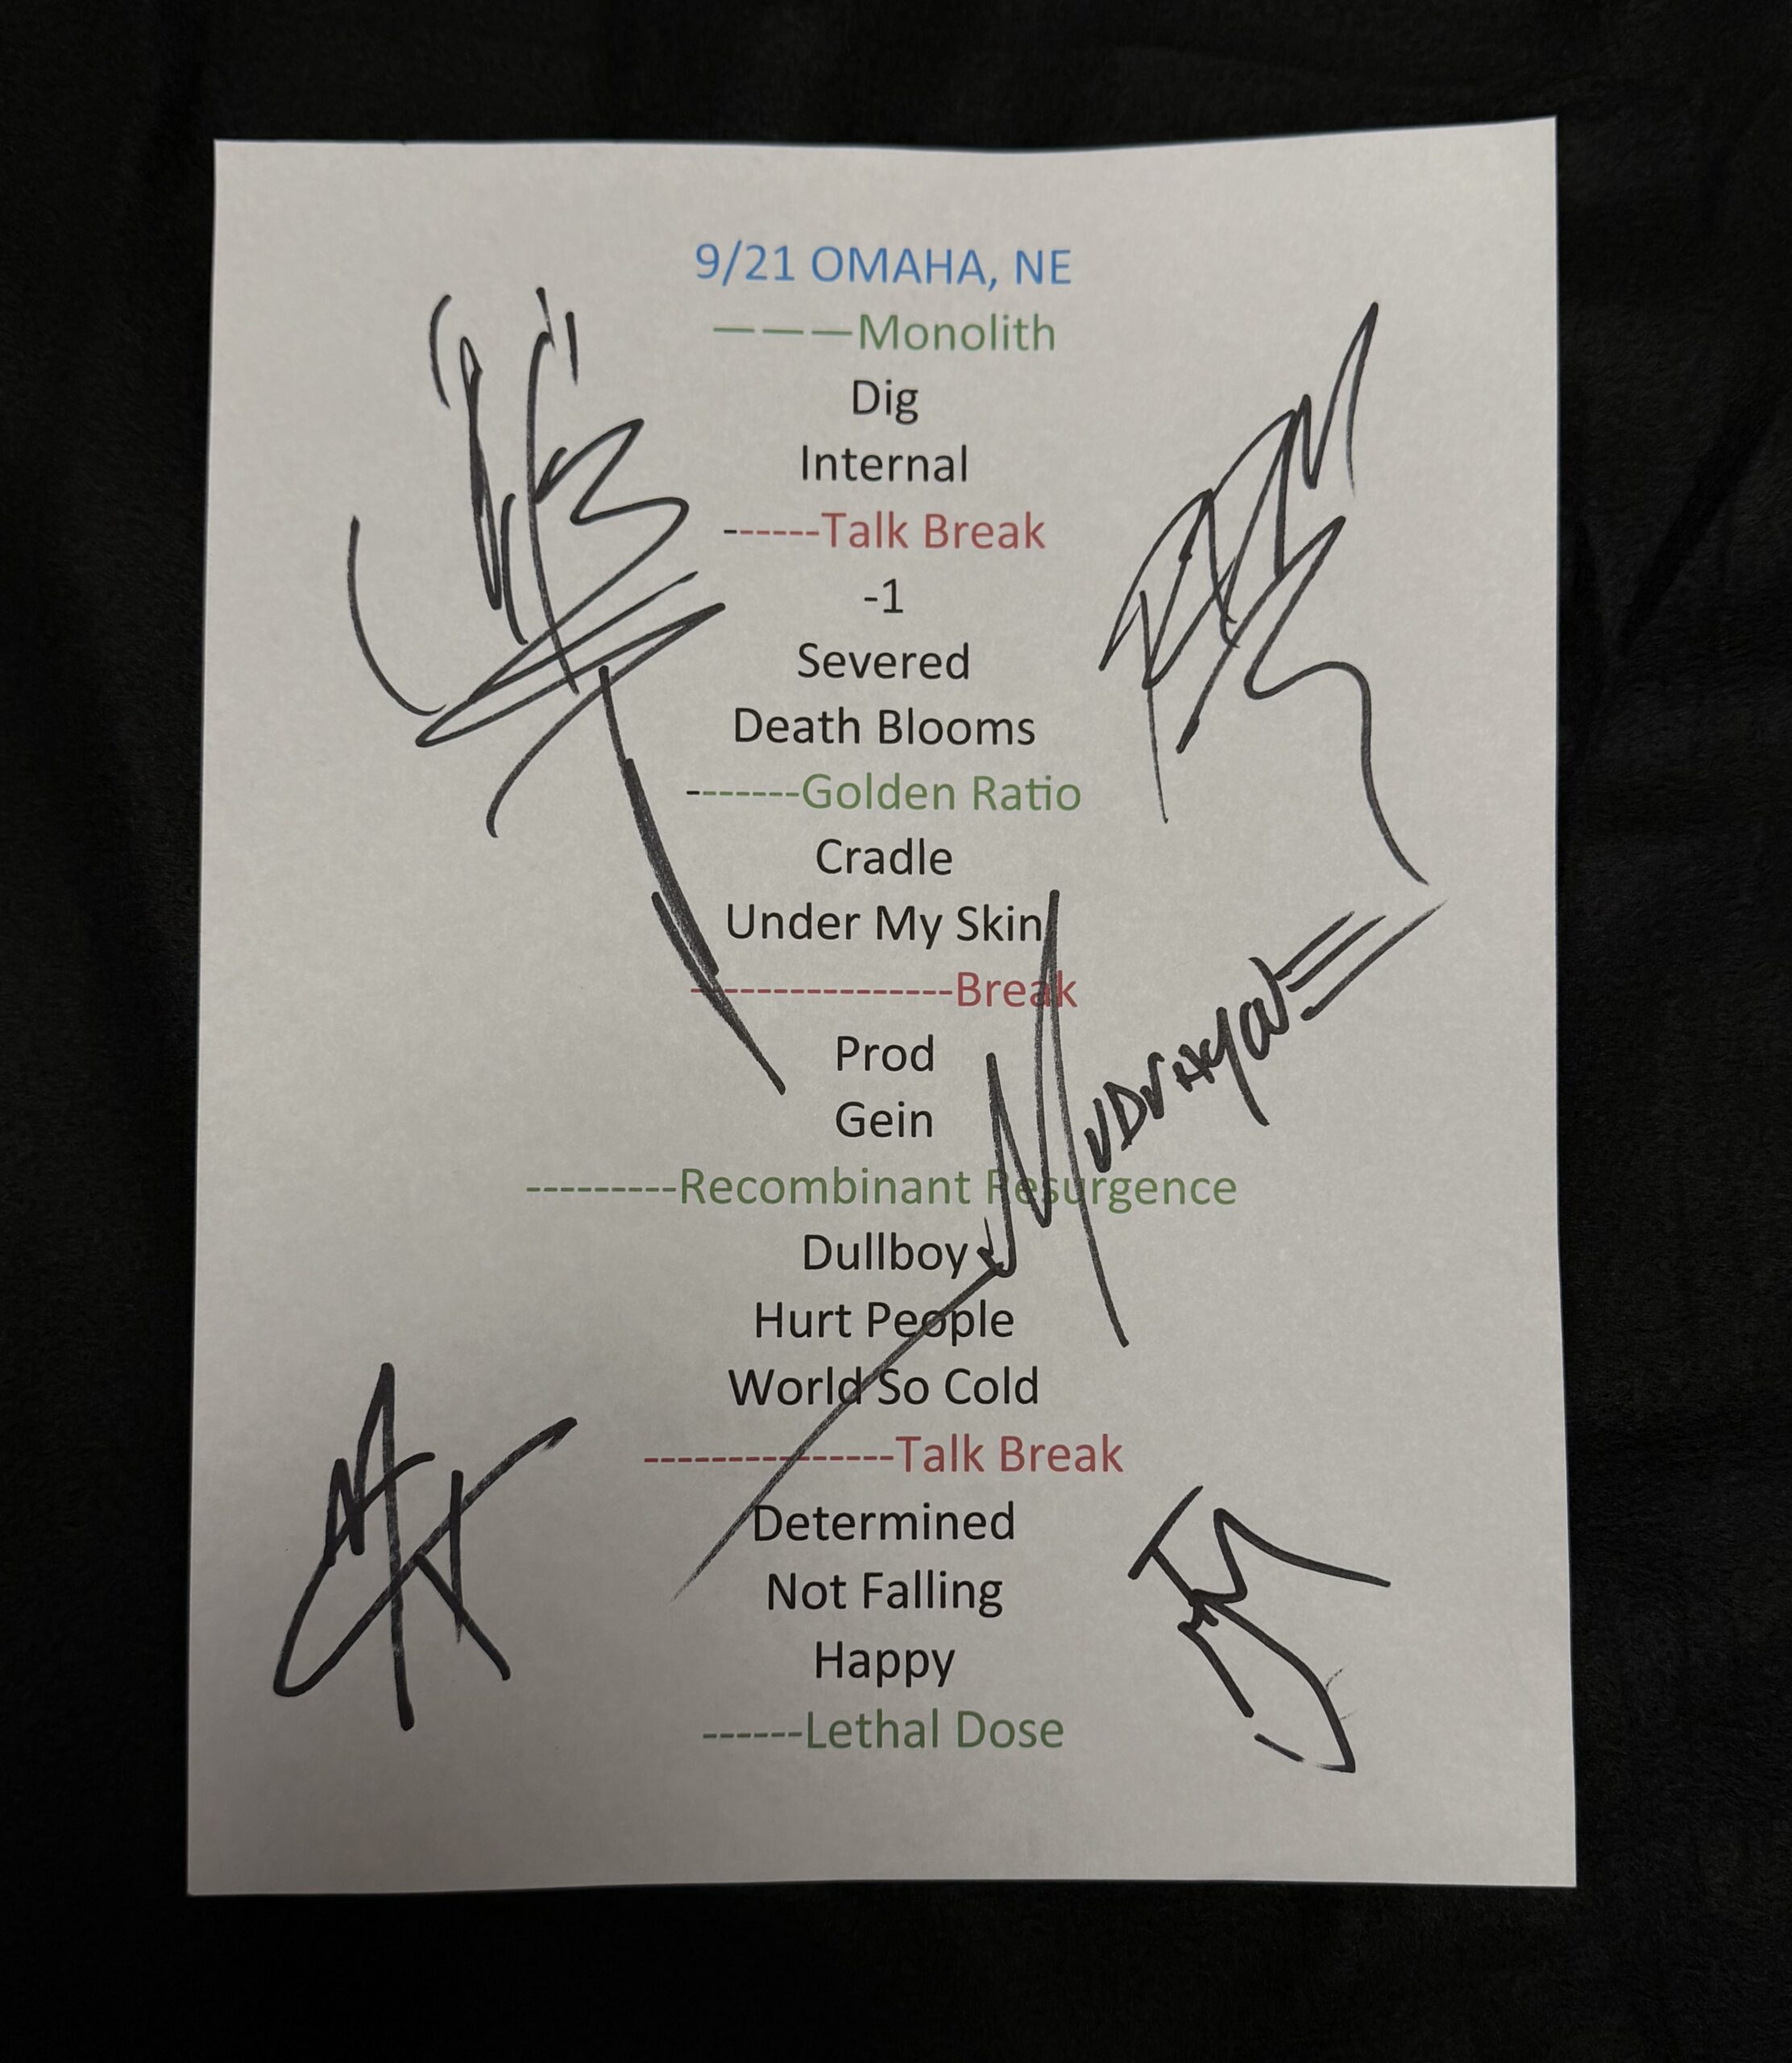 9/21 OMAHA, NE
———Monolith
Dig
Internal
------Talk Break
-1
Severed
Death Blooms
-------Golden Ratio
Cradle
Under My Skin
----------------Break
Prod
Gein
MUDVAYNE
---------Recombinant Resurgence
Dullboy
Hurt People
World So Cold
---------------Talk Break
Determined
Not Falling
Happy
------Lethal Dose